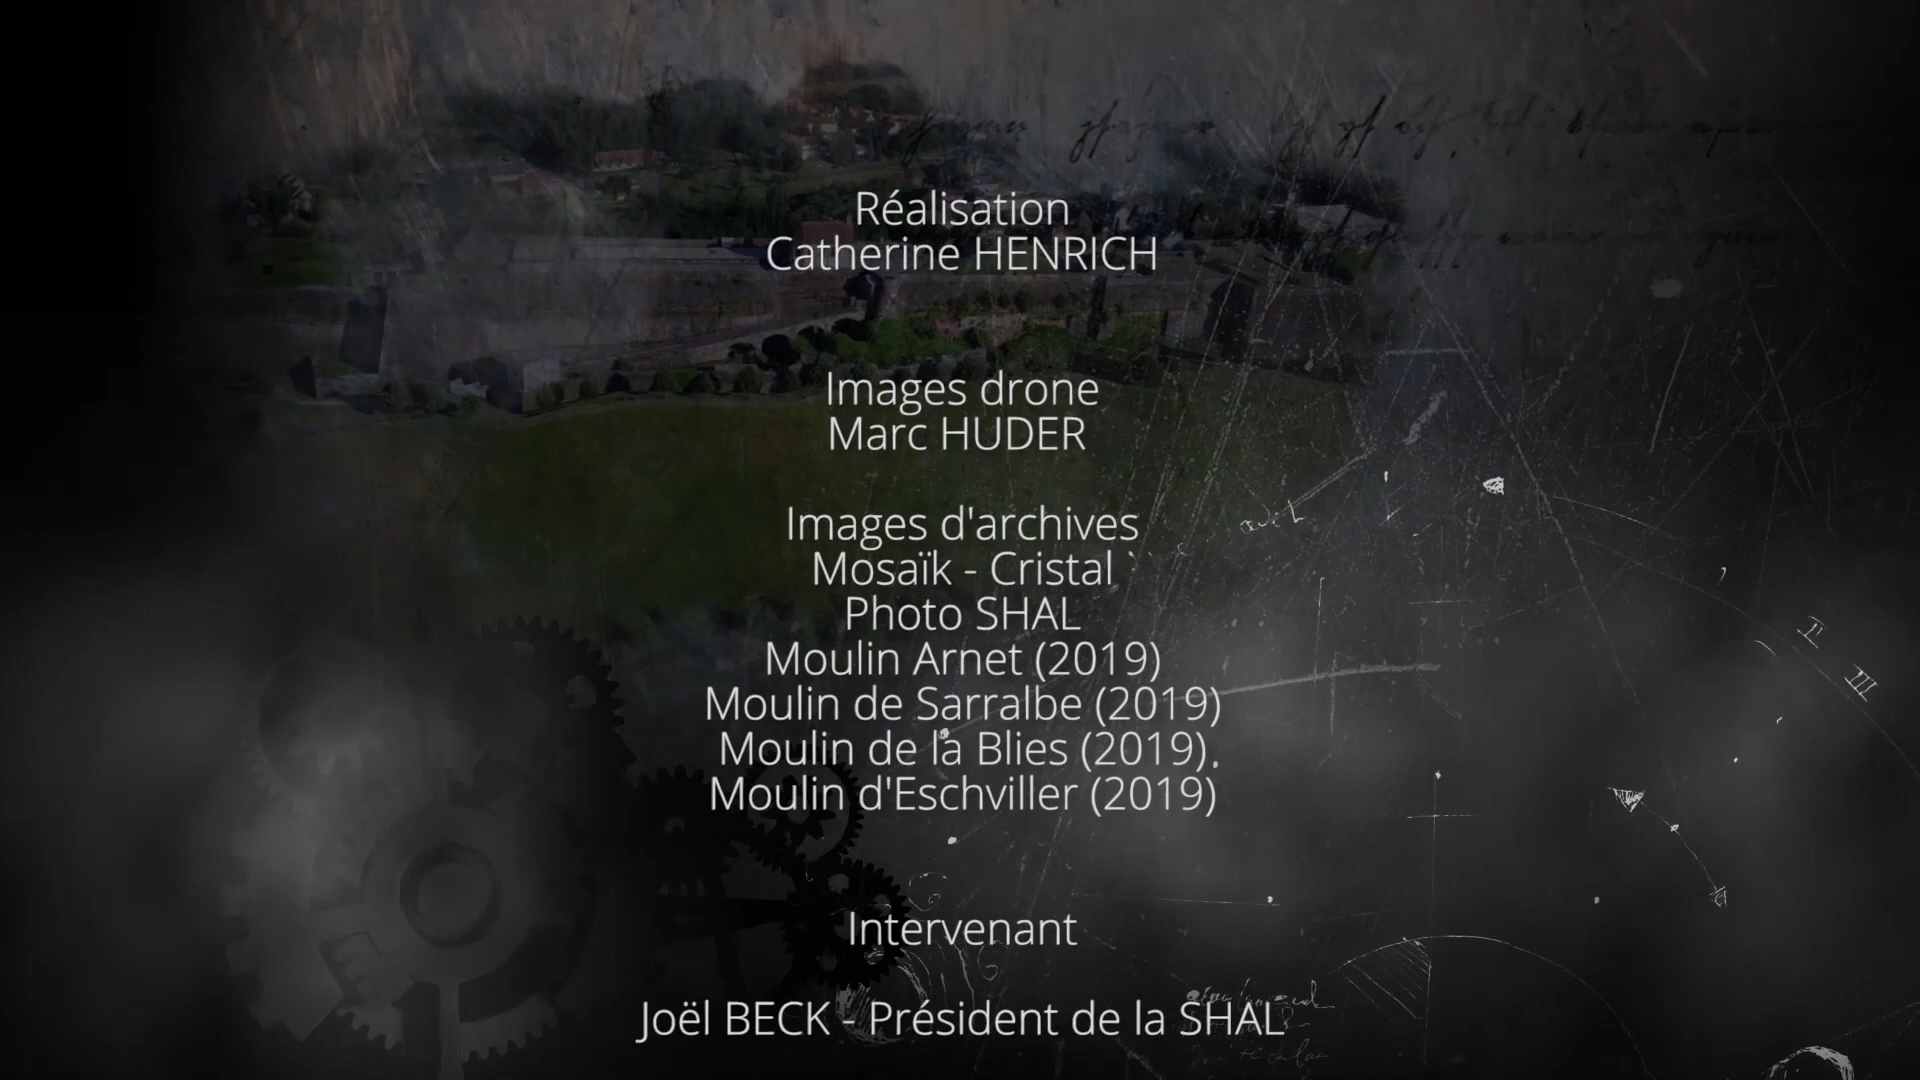 Réalisation
Catherine HENRICH
Images drone
Marc HUDER
Images d'archives
Mosaïk - Cristal
Photo SHAL
Moulin Arnet (2019)
Moulin de Sarralbe (2019)
Moulin de la Blies (2019)
Moulin d'Eschviller (2019)
Intervenant
Joël BECK - Président de la SHAL